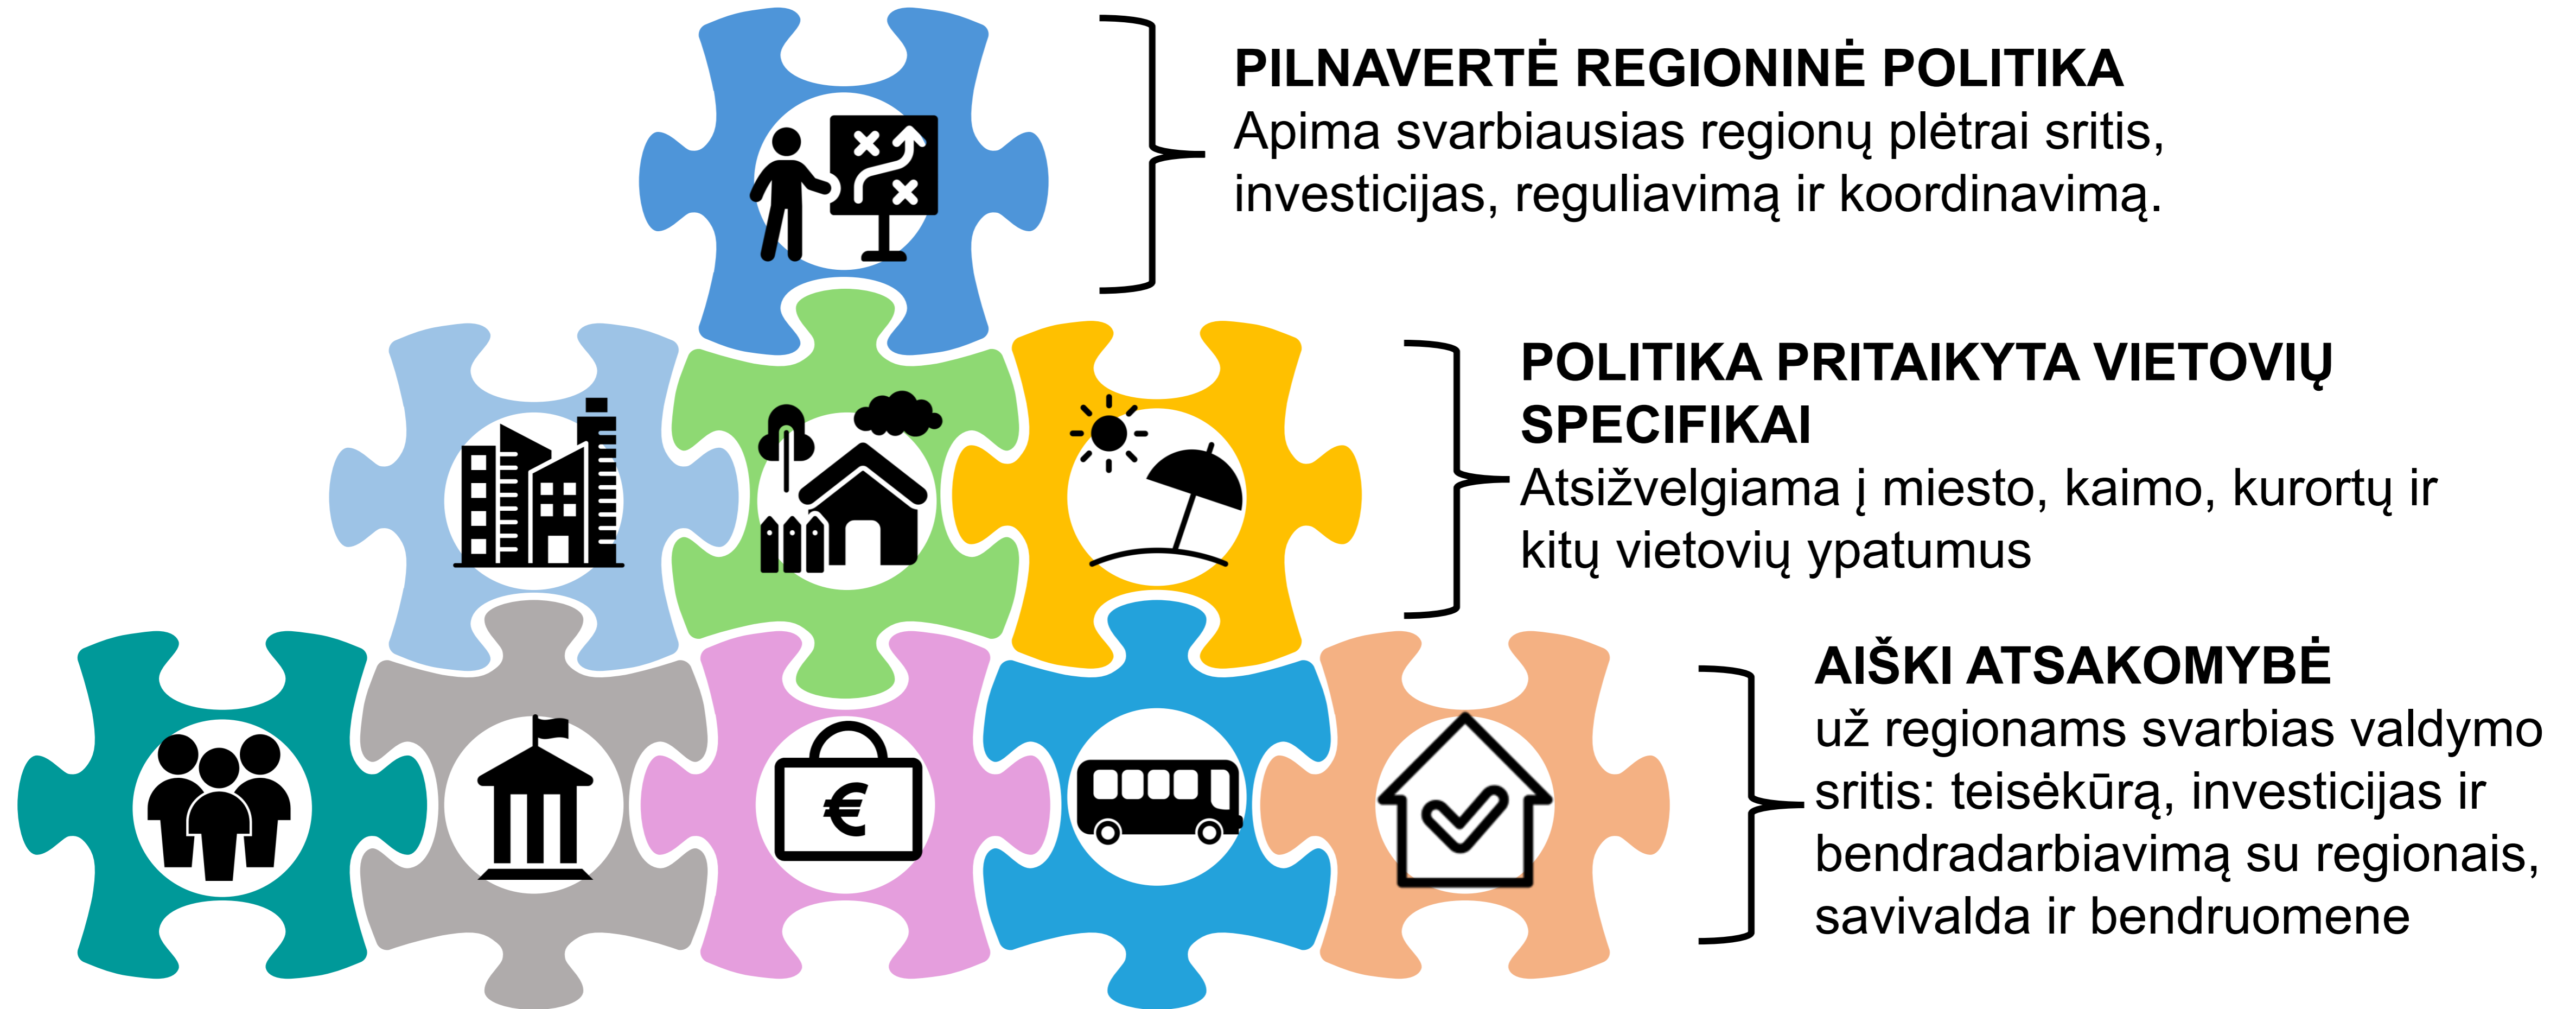 PILNAVERTĖ REGIONINĖ POLITIKA
Apima svarbiausias regionų plėtrai sritis,
investicijas, reguliavimą ir koordinavimą.
POLITIKA PRITAIKYTA VIETOVIŲ
SPECIFIKAI
Atsižvelgiama į miesto, kaimo, kurortų ir
kitų vietovių ypatumus
AIŠKI ATSAKOMYBĖ
už regionams svarbias valdymo
sritis: teisėkūrą, investicijas ir
bendradarbiavimą su regionais,
savivalda ir bendruomene
€